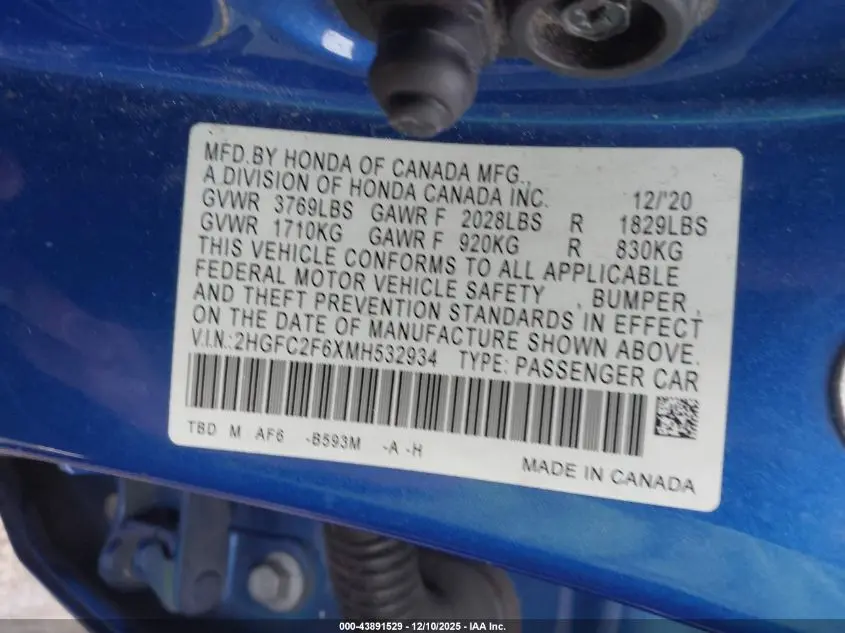 MFD.BY HONDA OF CANADA MFG.,
A DIVISION OF HONDA CANADA INC. 12/'20
GVWR 3769LBS GAWR F 2028LBS R 1829LBS
GVWR 1710KG GAWR F 920KG R 830KG
THIS VEHICLE CONFORMS TO ALL APPLICABLE
FEDERAL MOTOR VEHICLE SAFETY , BUMPER ,
AND THEFT PREVENTION STANDARDS IN EFFECT
ON THE DATE OF MANUFACTURE SHOWN ABOVE.
V.I.N.:2HGFC2F6XMH532934 TYPE: PASSENGER CAR
TBD M AF6 -B593M -A -H
MADE IN CANADA
000-43891529 - 12/10/2025 - IAA Inc.